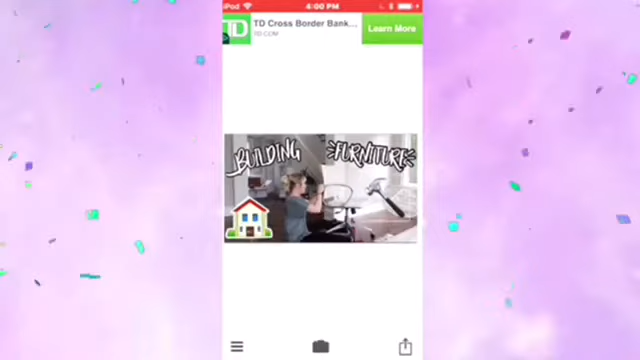 iPod 4:00 PM
TD TD Cross Border Bank...
TD.COM
Learn More
BUILDING FURNITURE